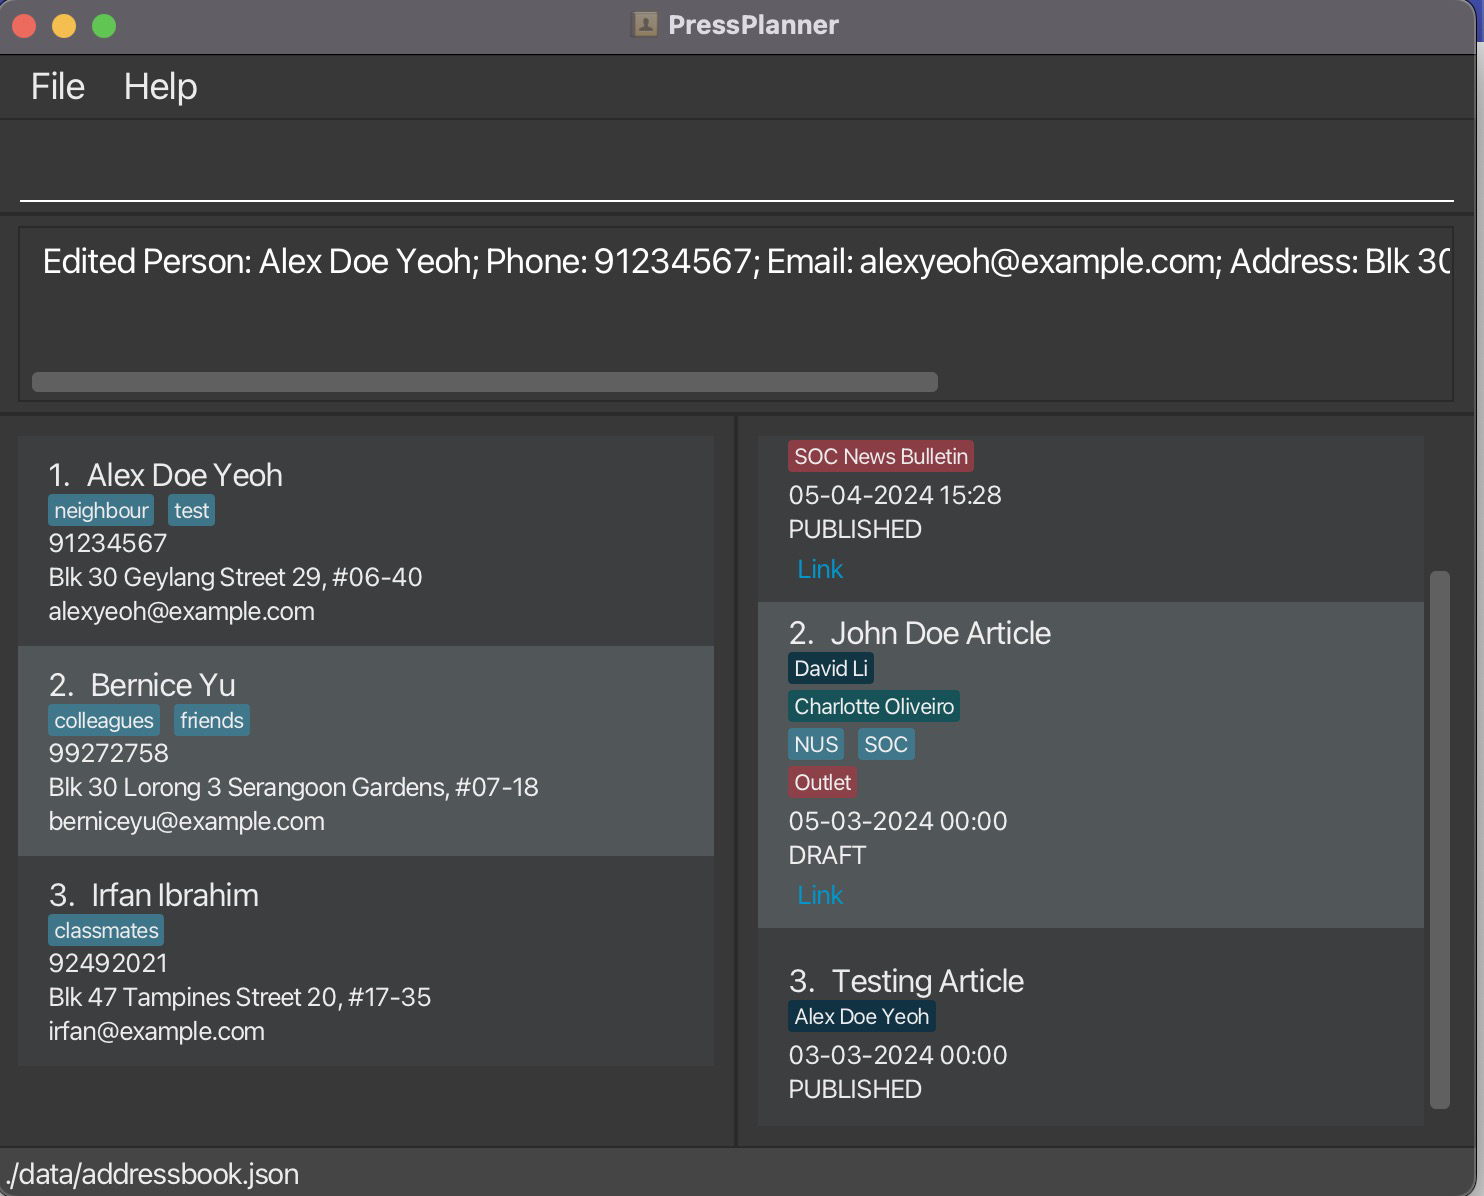 PressPlanner
File Help
Edited Person: Alex Doe Yeoh; Phone: 91234567; Email: alexyeoh@example.com; Address: Blk 30
1. Alex Doe Yeoh
neighbour test
91234567
Blk 30 Geylang Street 29, #06-40
alexyeoh@example.com
2. Bernice Yu
colleagues friends
99272758
Blk 30 Lorong 3 Serangoon Gardens, #07-18
berniceyu@example.com
3. Irfan Ibrahim
classmates
92492021
Blk 47 Tampines Street 20, #17-35
irfan@example.com
SOC News Bulletin
05-04-2024 15:28
PUBLISHED
Link
2. John Doe Article
David Li
Charlotte Oliveiro
NUS SOC
Outlet
05-03-2024 00:00
DRAFT
Link
3. Testing Article
Alex Doe Yeoh
03-03-2024 00:00
PUBLISHED
./data/addressbook.json